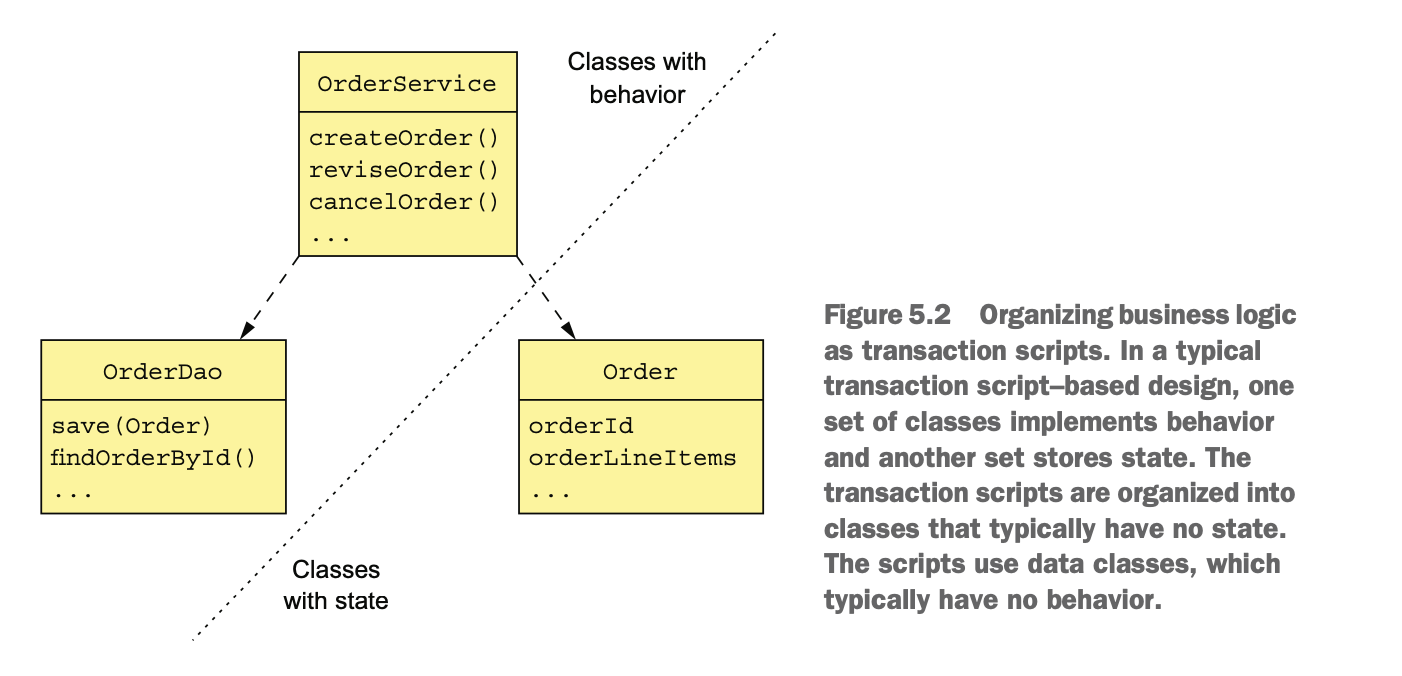 Classes with
behavior
OrderService
createOrder()
reviseOrder()
cancelOrder()
...
OrderDao
save(Order)
findOrderById()
...
Order
orderId
orderLineItems
...
Classes
with state
Figure 5.2 Organizing business logic
as transaction scripts. In a typical
transaction script–based design, one
set of classes implements behavior
and another set stores state. The
transaction scripts are organized into
classes that typically have no state.
The scripts use data classes, which
typically have no behavior.